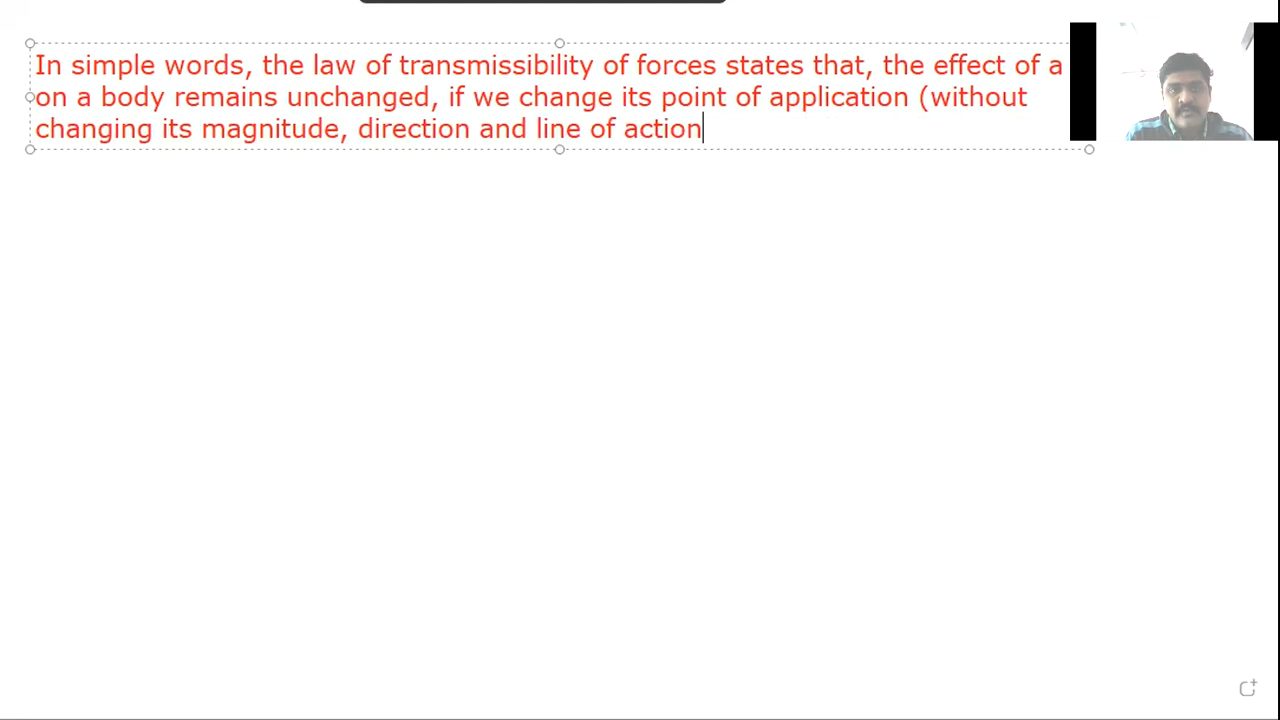 In simple words, the law of transmissibility of forces states that, the effect of a
on a body remains unchanged, if we change its point of application (without
changing its magnitude, direction and line of action